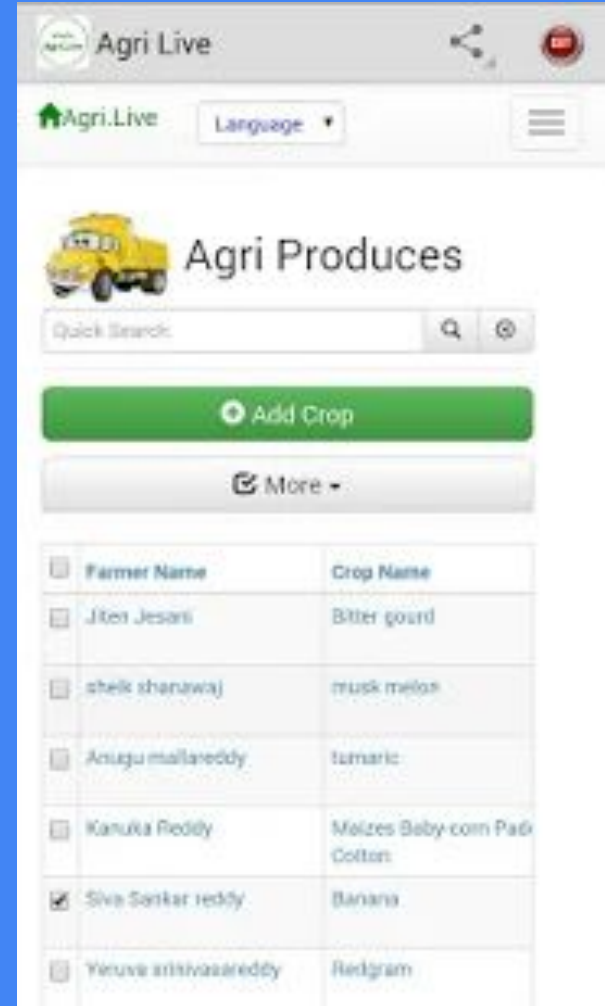 Agri Live
Agri.Live
Language
Agri Produces
Quick Search
Add Crop
More
Farmer Name Crop Name
Jiten Jesani Bitter gourd
sheik shanawaj musk melon
Anugu mallareddy tumaric
Kanuka Reddy Maizes Baby-corn
Cotton
Siva Sankar reddy Banana
Yeruva srinivasareddy Redgram